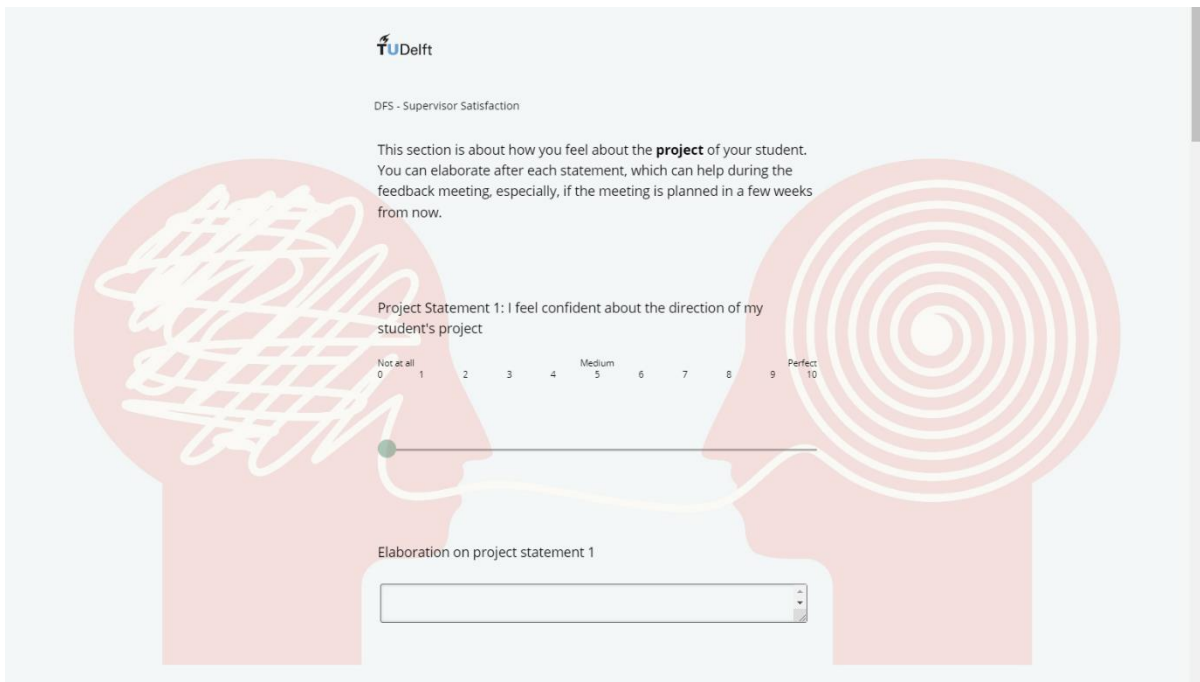 TUDelft
DFS - Supervisor Satisfaction
This section is about how you feel about the project of your student.
You can elaborate after each statement, which can help during the
feedback meeting, especially, if the meeting is planned in a few weeks
from now.
Project Statement 1: I feel confident about the direction of my
student's project
Not at all Medium Perfect
0 1 2 3 4 5 6 7 8 9 10
Elaboration on project statement 1